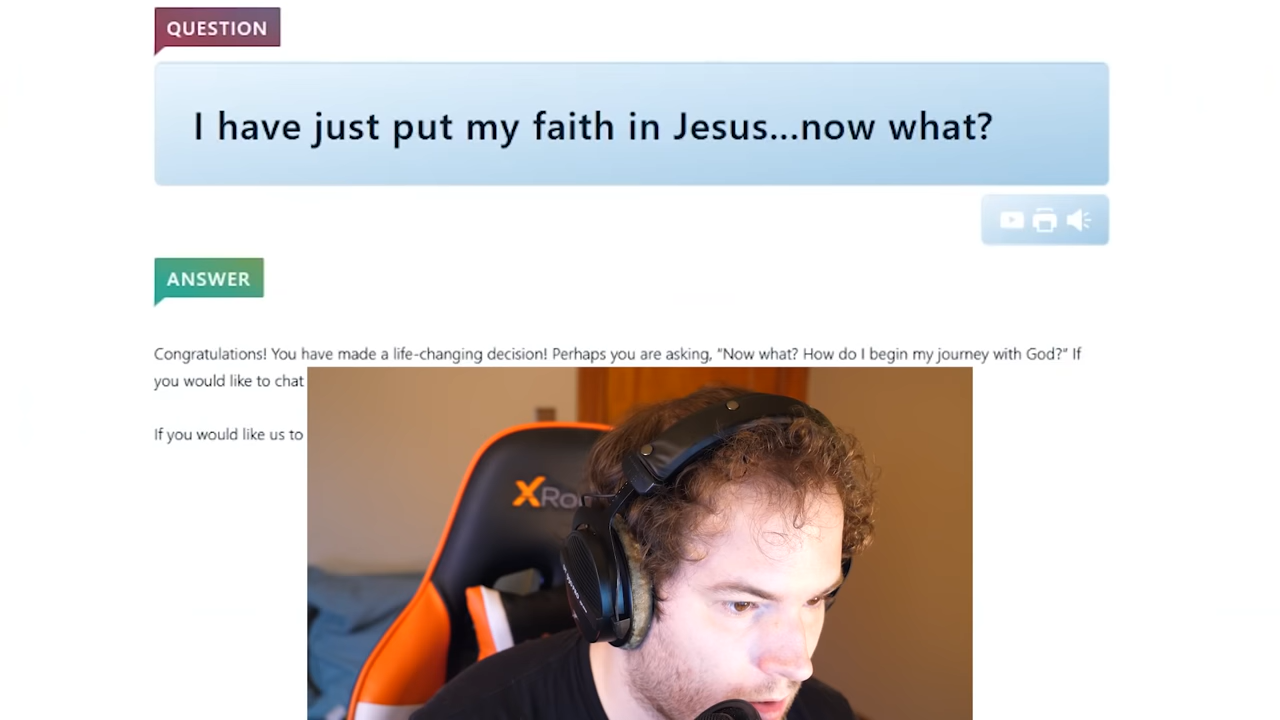 QUESTION
I have just put my faith in Jesus...now what?
ANSWER
Congratulations! You have made a life-changing decision! Perhaps you are asking, “Now what? How do I begin my journey with God?” If
you would like to chat
If you would like us to
XRo